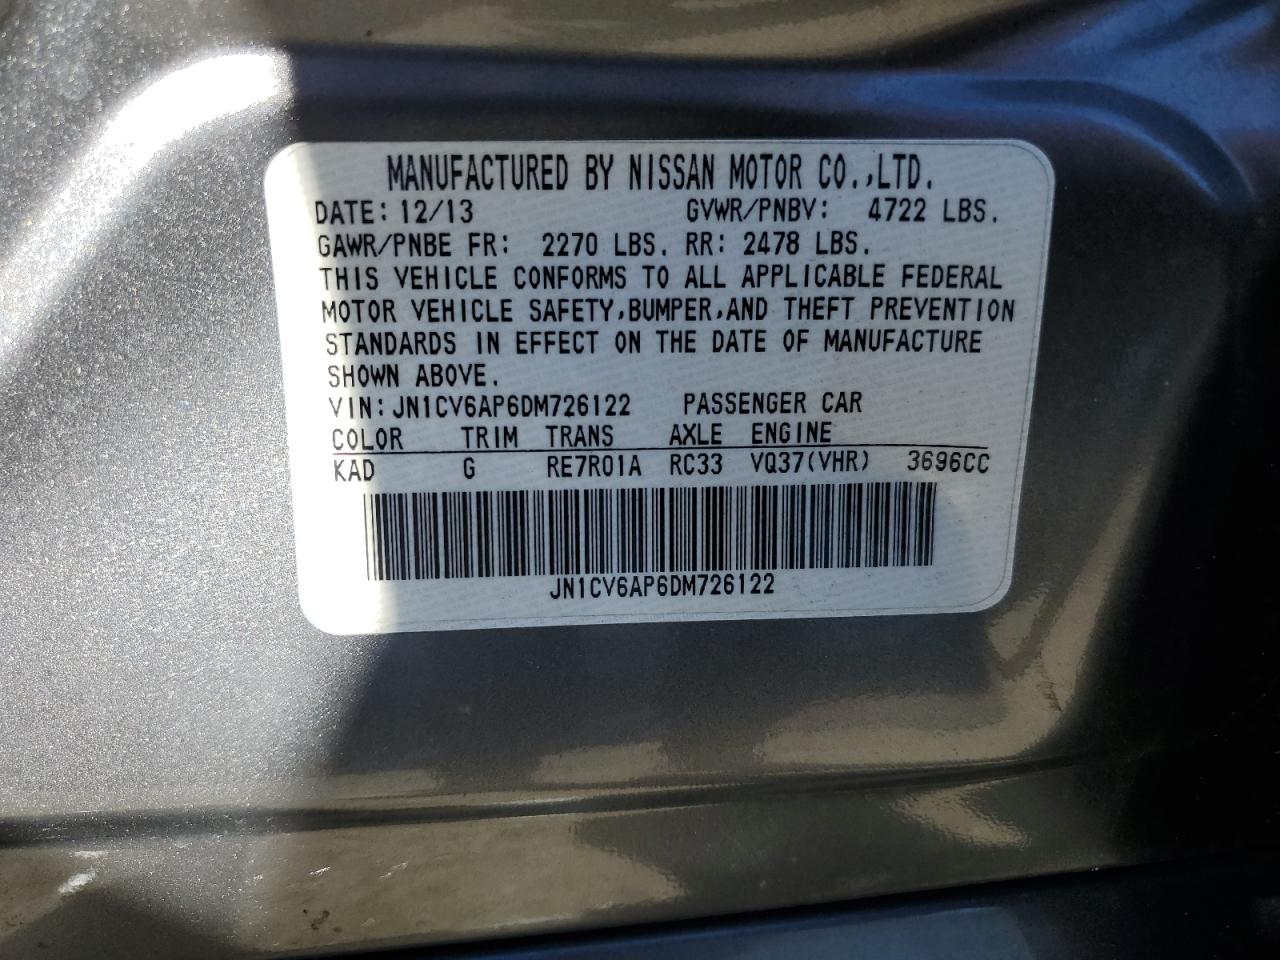 MANUFACTURED BY NISSAN MOTOR CO.,LTD.
DATE: 12/13 GVWR/PNBV: 4722 LBS.
GAWR/PNBE FR: 2270 LBS. RR: 2478 LBS.
THIS VEHICLE CONFORMS TO ALL APPLICABLE FEDERAL
MOTOR VEHICLE SAFETY,BUMPER,AND THEFT PREVENTION
STANDARDS IN EFFECT ON THE DATE OF MANUFACTURE
SHOWN ABOVE.
VIN: JN1CV6AP6DM726122 PASSENGER CAR
COLOR TRIM TRANS AXLE ENGINE
KAD G RE7R01A RC33 VQ37(VHR) 3696CC
JN1CV6AP6DM726122